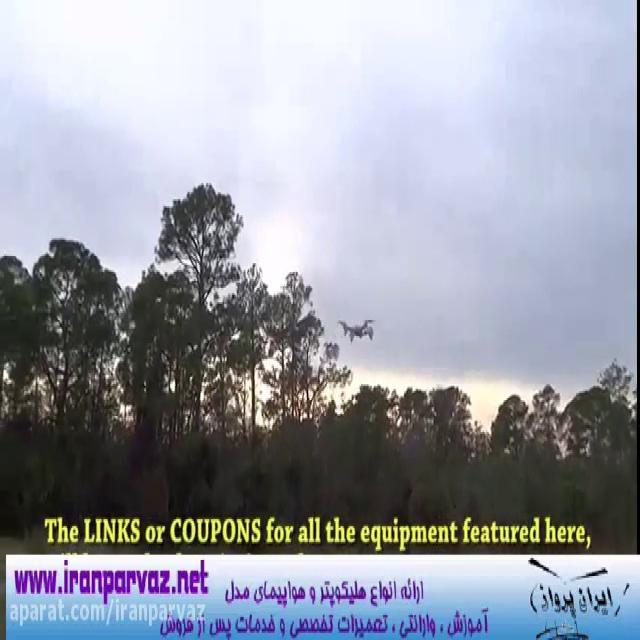 The LINKS or COUPONS for all the equipment featured here,
www.iranparvaz.net
ارائه انواع هلیکوپتر و هواپیمای مدل
آموزش ، وارانتی ، تعمیرات تخصصی و خدمات پس از فروش
aparat.com/iranparvaz
ایران پرواز